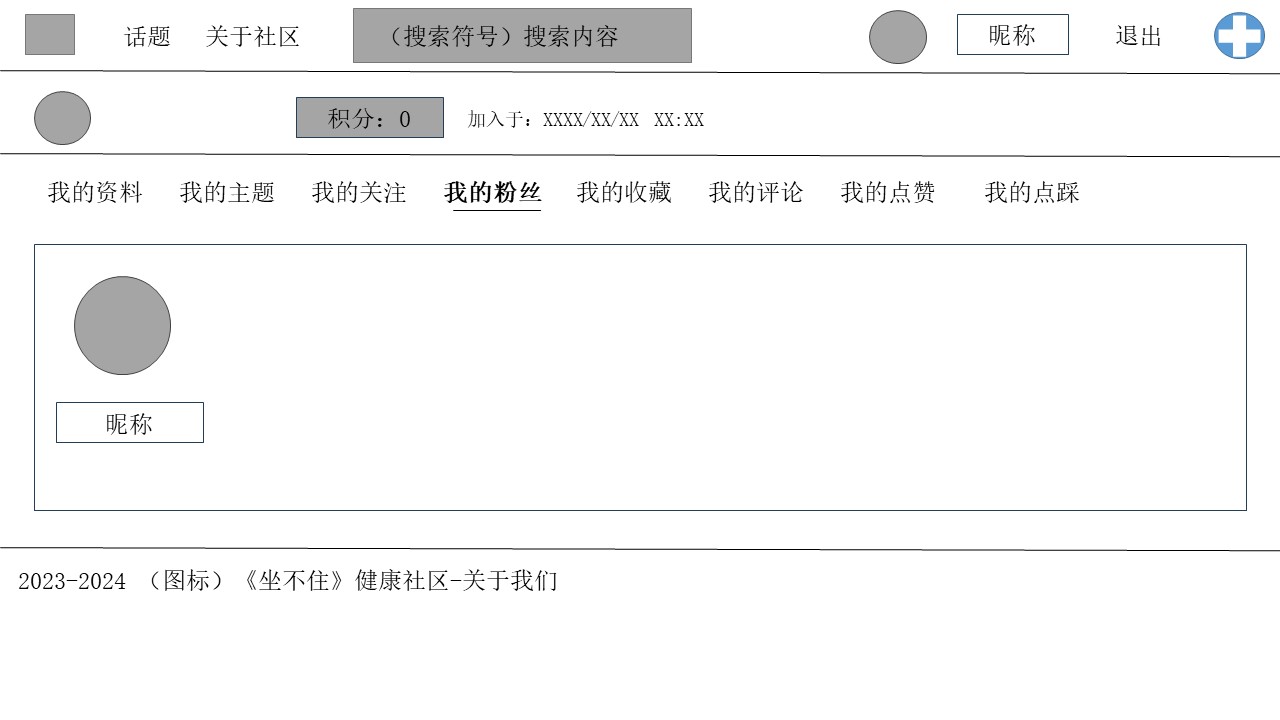 话题 关于社区 （搜索符号）搜索内容 昵称 退出
积分：0 加入于：XXXX/XX/XX XX:XX
我的资料 我的主题 我的关注 我的粉丝 我的收藏 我的评论 我的点赞 我的点踩
昵称
2023-2024 （图标）《坐不住》健康社区-关于我们